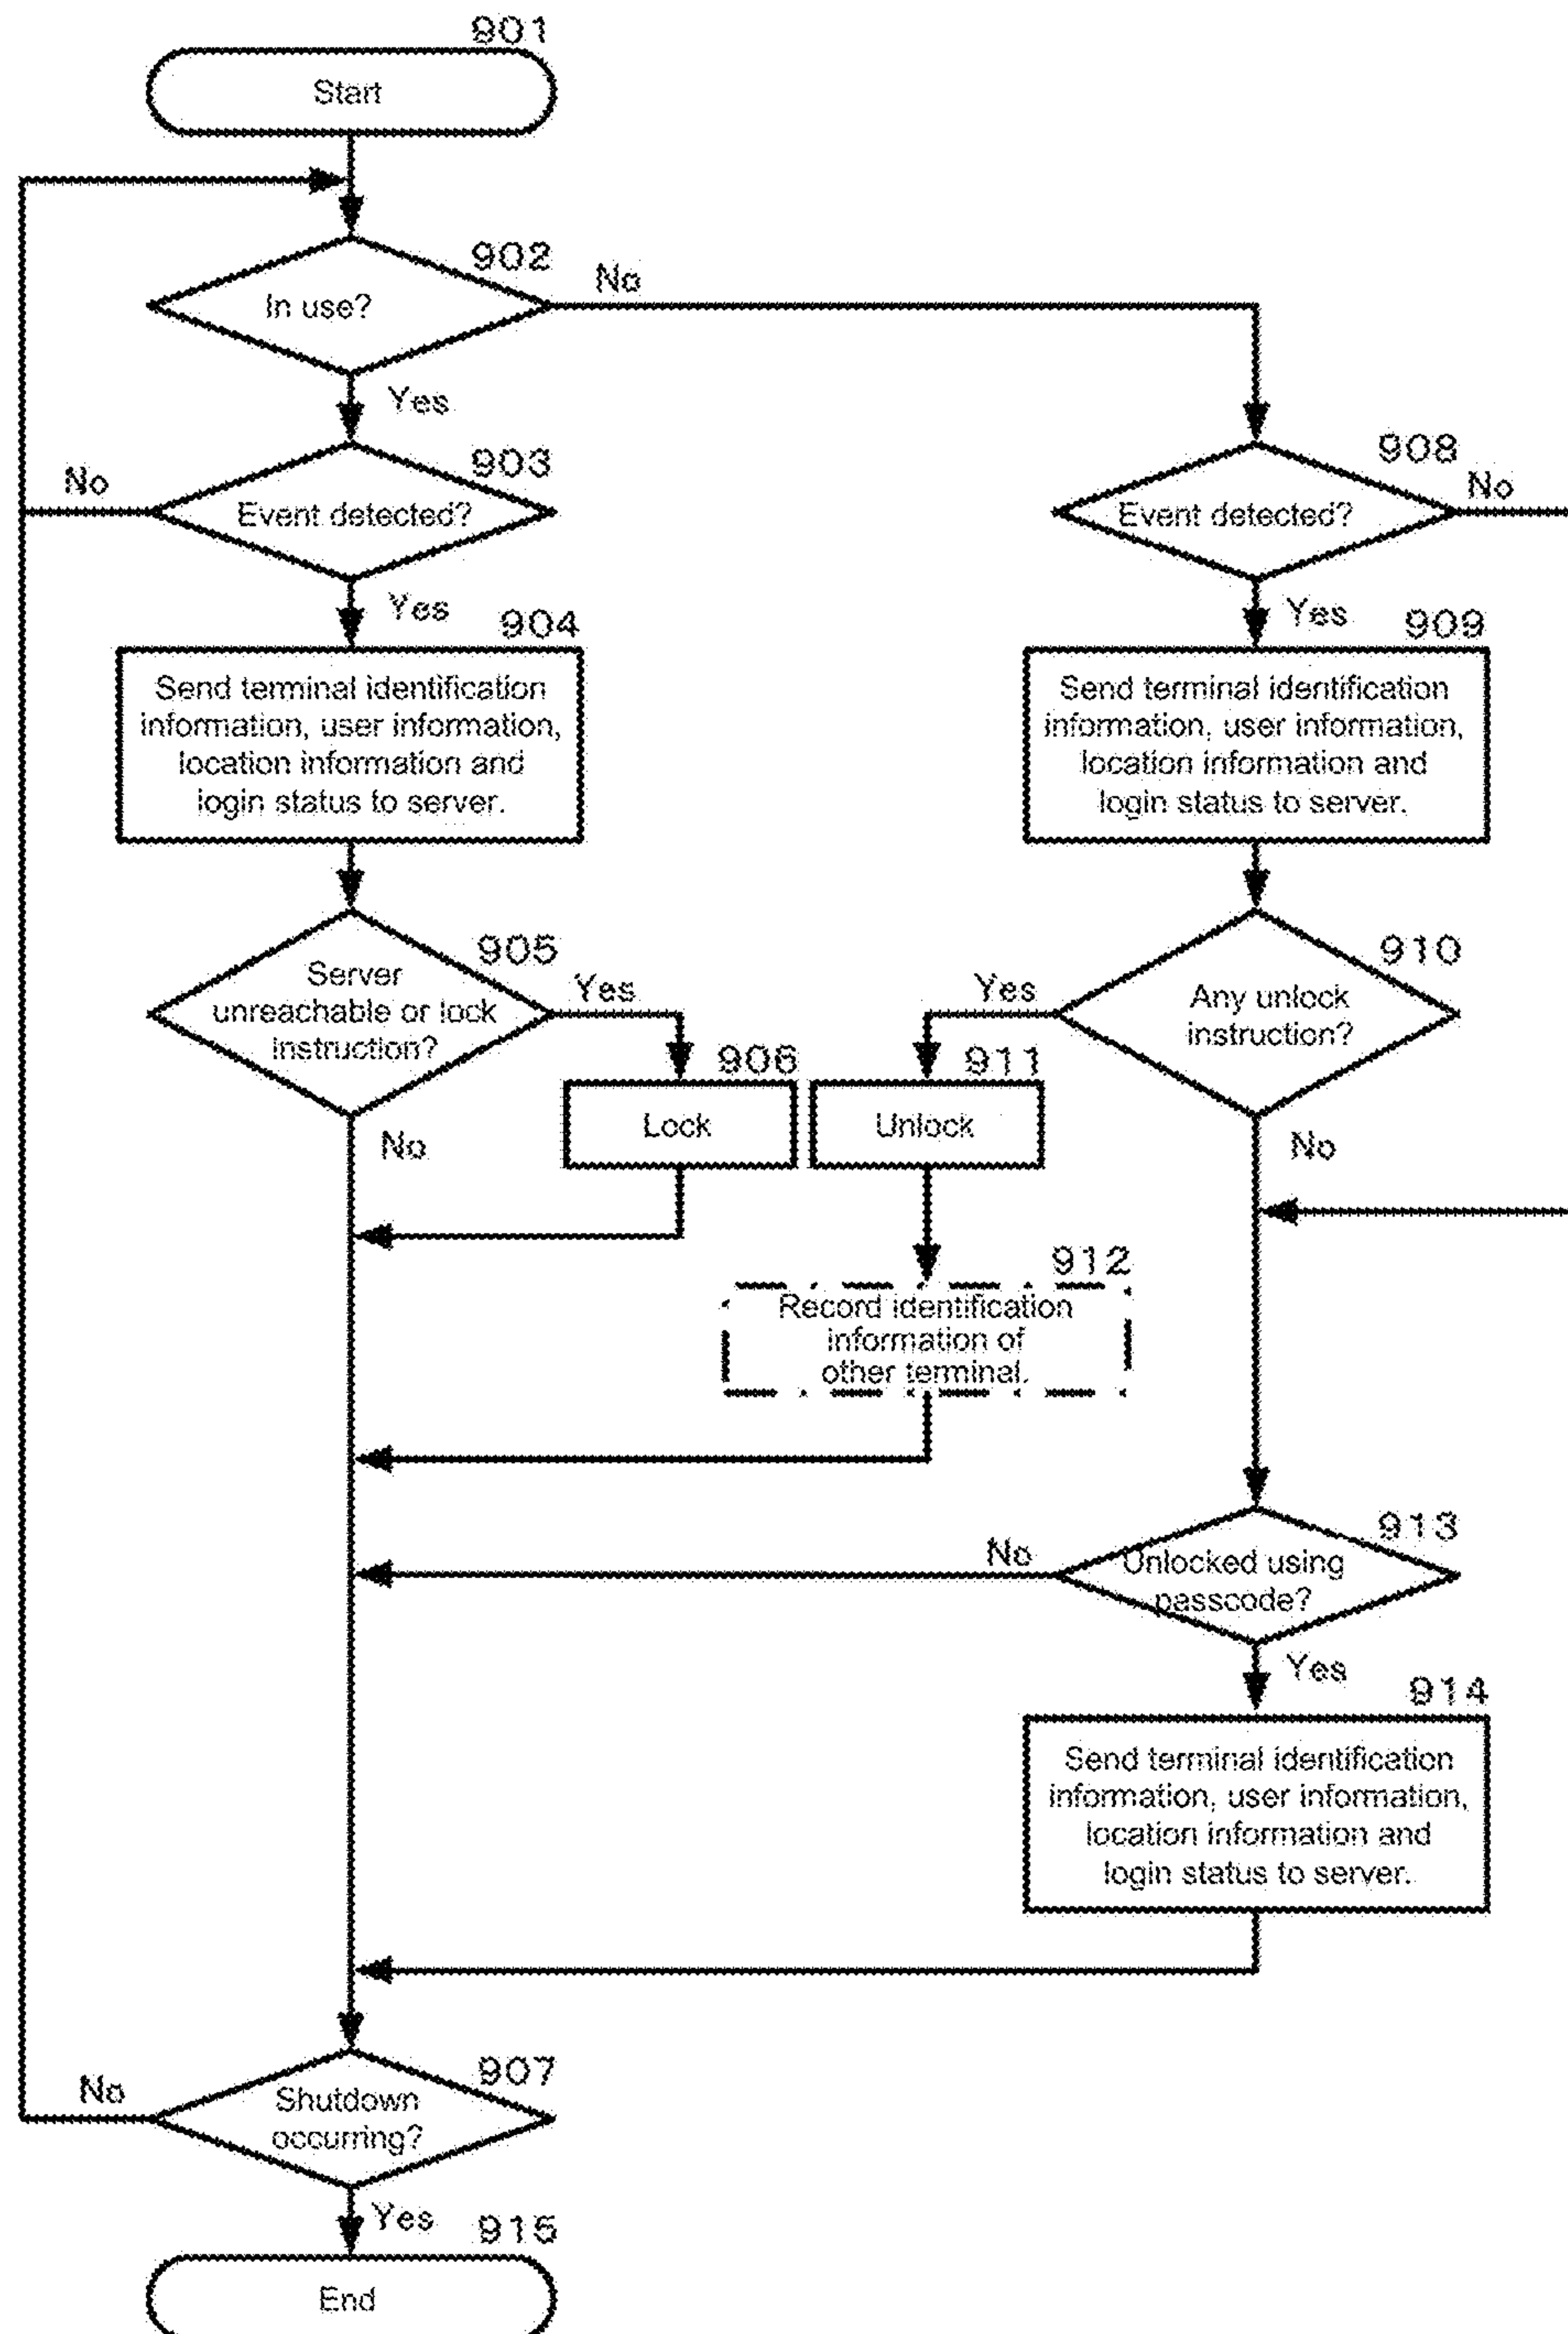 901
Start
902
In use?
No
Yes
903
Event detected?
No
Yes
904
Send terminal identification
information, user information,
location information and
login status to server.
905
Server
unreachable or lock
instruction?
Yes
No
906
Lock
908
Event detected?
No
Yes
909
Send terminal identification
information, user information,
location information and
login status to server.
910
Any unlock
instruction?
Yes
No
911
Unlock
912
Record identification
information of
other terminal.
913
Unlocked using
passcode?
No
Yes
914
Send terminal identification
information, user information,
location information and
login status to server.
907
Shutdown
occurring?
No
Yes
915
End